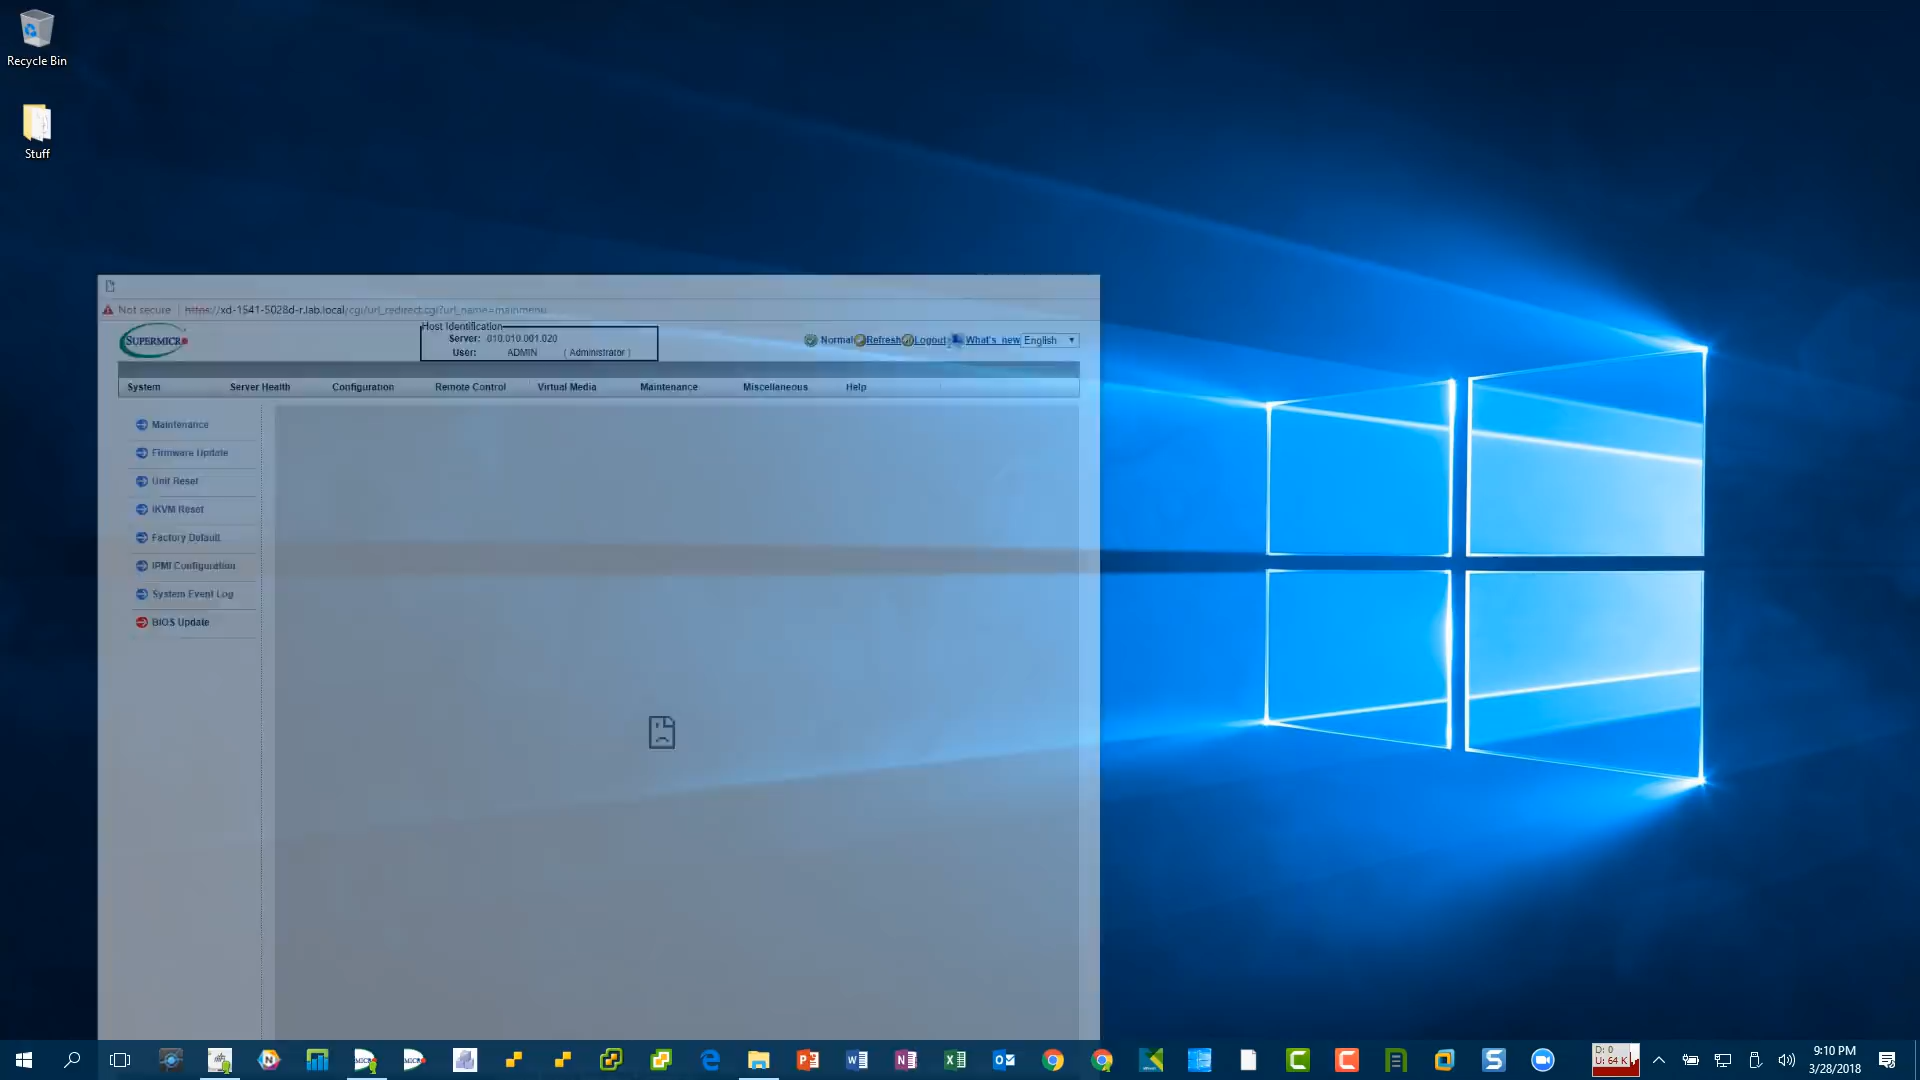 Recycle Bin
Stuff
Not secure
https://xd-1541-5028d-r.lab.local/cgi/url_redirect.cgi?url_name=mainmenu
SUPERMICR
Host Identification
Server: 010.010.001.020
User: ADMIN ( Administrator )
Normal Refresh Logout What's new English
System Server Health Configuration Remote Control Virtual Media Maintenance Miscellaneous Help
Maintenance
Firmware Update
Unit Reset
iKVM Reset
Factory Default
IPMI Configuration
System Event Log
BIOS Update
D: 0
U: 64 K
9:10 PM
3/28/2018